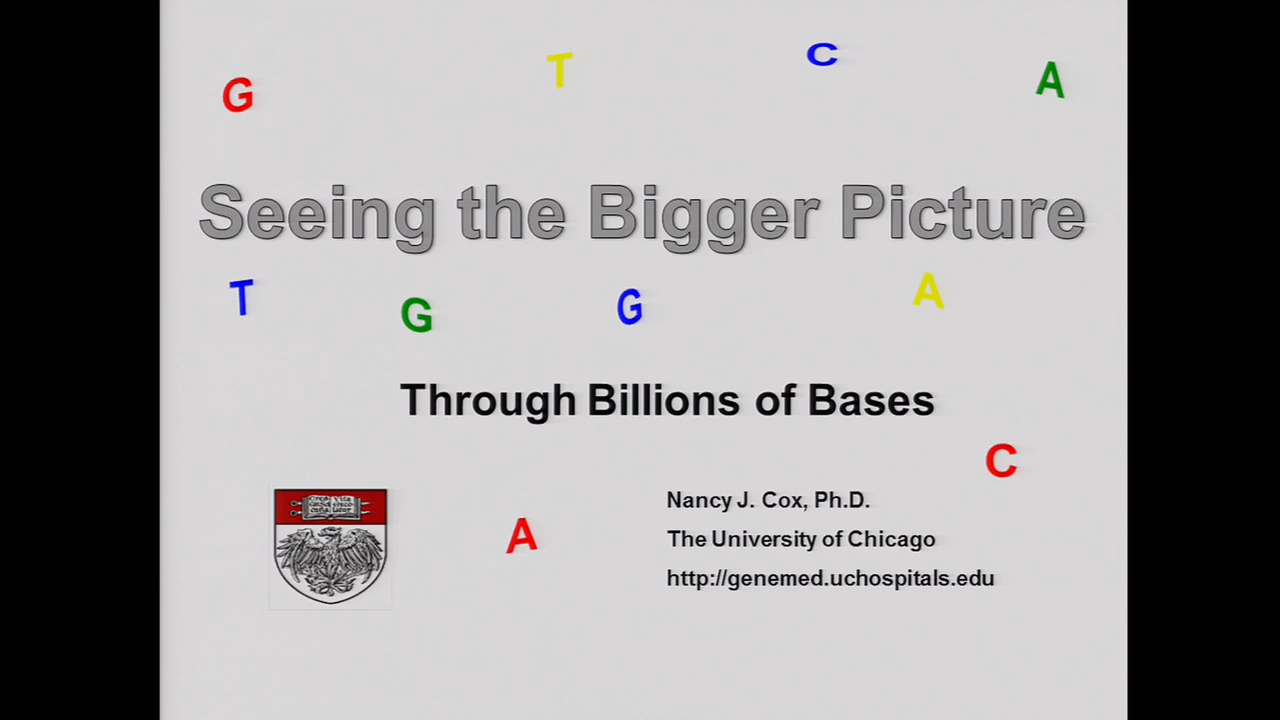 G T C A
Seeing the Bigger Picture
T G G A
Through Billions of Bases
C
A
Nancy J. Cox, Ph.D.
The University of Chicago
http://genemed.uchospitals.edu